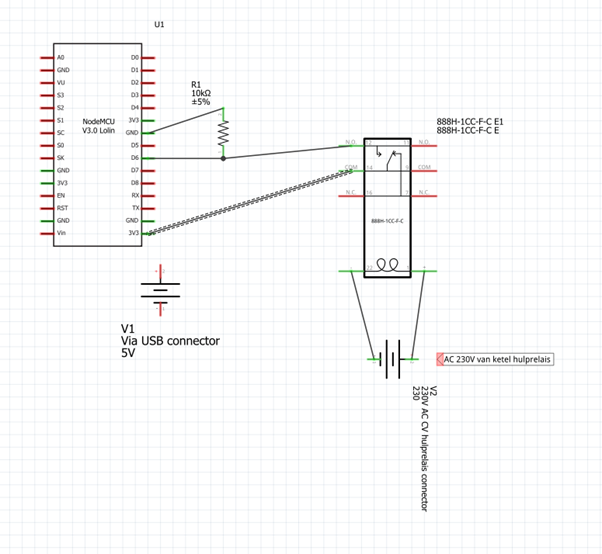 U1
A0
GND
VU
S3
S2
S1
SC
S0
SK
GND
3V3
EN
RST
GND
Vin
NodeMCU
V3.0 Lolin
D0
D1
D2
D3
D4
3V3
GND
D5
D6
D7
D8
RX
TX
GND
3V3
R1
10kΩ
±5%
888H-1CC-F-C E1
888H-1CC-F-C E
N.O.
COM
N.C.
14
16
N.O.
COM
N.C.
888H-1CC-F-C
V1
Via USB connector
5V
AC 230V van ketel hulprelais
V2
230V AC CV hulprelais connector
230